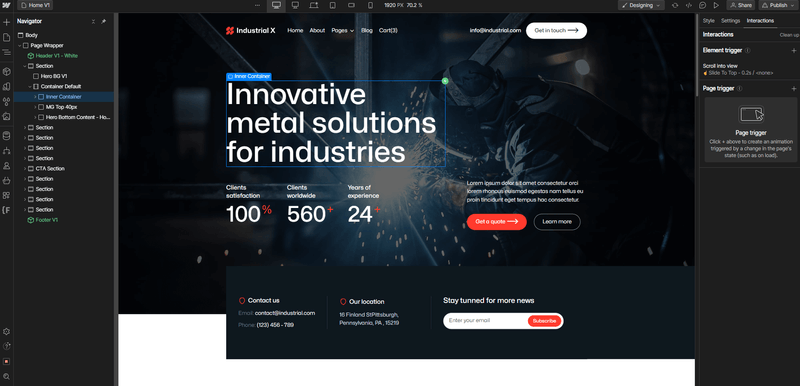 Home V1
1920 PX
70.2 %
Designing
Share
Publish
Navigator
Body
Page Wrapper
Header V1 - White
Section
Hero BG V1
Container Default
Inner Container
MG Top 40px
Hero Bottom Content - Ho...
Section
Section
Section
Section
CTA Section
Section
Section
Section
Section
Footer V1
Industrial X
Home
About
Pages
Blog
Cart(3)
info@industrial.com
Get in touch
Inner Container
Innovative
metal solutions
for industries
Clients
satisfaction
100%
Clients
worldwide
560+
Years of
experience
24+
Lorem ipsum dolor sit amet consectetur orci
lorem rhoncus euismod egestas nam tellus eu
proin tincidunt eget tempus hac consectetur.
Get a quote
Learn more
Contact us
Email: contact@industrial.com
Phone: (123) 456 - 789
Our location
16 Finland StPittsburgh,
Pennsylvania, PA , 15219
Stay tunned for more news
Enter your email
Subscribe
Style
Settings
Interactions
Interactions
Clean up
Element trigger
Scroll into view
Slide To Top - 0.2s / <none>
Page trigger
Page trigger
Click + above to create an animation
triggered by a change in the page's
state (such as on load).